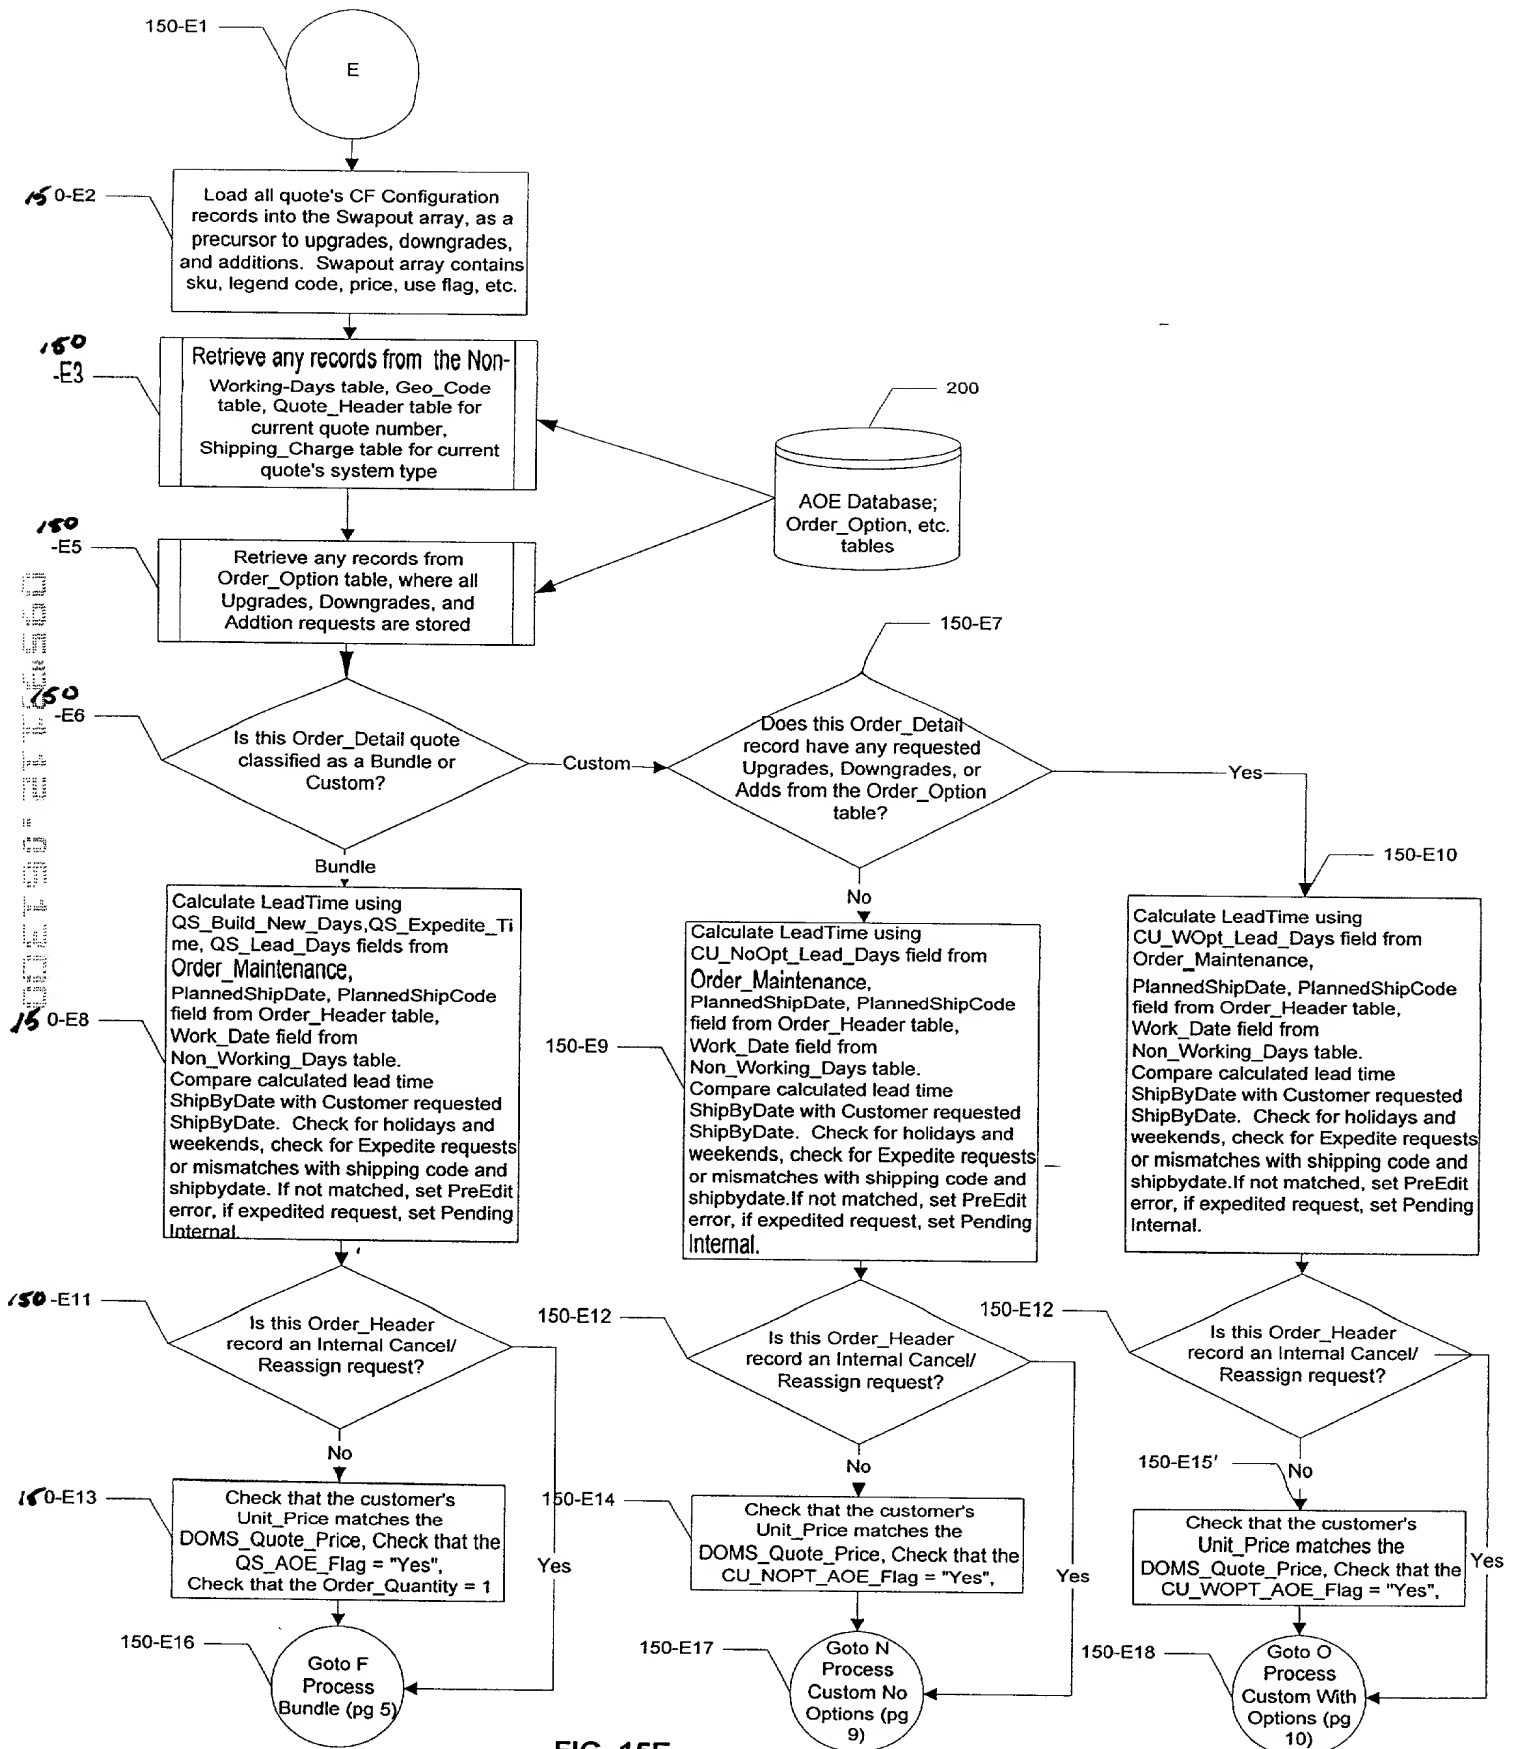 150-E1
E
150-E2
Load all quote's CF Configuration
records into the Swapout array, as a
precursor to upgrades, downgrades,
and additions. Swapout array contains
sku, legend code, price, use flag, etc.
150
-E3
Retrieve any records from the Non-
Working-Days table, Geo_Code
table, Quote_Header table for
current quote number,
Shipping_Charge table for current
quote's system type
200
AOE Database;
Order_Option, etc.
tables
150
-E5
Retrieve any records from
Order_Option table, where all
Upgrades, Downgrades, and
Addtion requests are stored
150
-E6
Is this Order_Detail quote
classified as a Bundle or
Custom?
Custom
150-E7
Does this Order_Detail
record have any requested
Upgrades, Downgrades, or
Adds from the Order_Option
table?
Yes
Bundle
No
150-E8
Calculate LeadTime using
QS_Build_New_Days,QS_Expedite_Ti
me, QS_Lead_Days fields from
Order_Maintenance,
PlannedShipDate, PlannedShipCode
field from Order_Header table,
Work_Date field from
Non_Working_Days table.
Compare calculated lead time
ShipByDate with Customer requested
ShipByDate. Check for holidays and
weekends, check for Expedite requests
or mismatches with shipping code and
shipbydate. If not matched, set PreEdit
error, if expedited request, set Pending
Internal.
150-E9
Calculate LeadTime using
CU_NoOpt_Lead_Days field from
Order_Maintenance,
PlannedShipDate, PlannedShipCode
field from Order_Header table,
Work_Date field from
Non_Working_Days table.
Compare calculated lead time
ShipByDate with Customer requested
ShipByDate. Check for holidays and
weekends, check for Expedite requests
or mismatches with shipping code and
shipbydate.If not matched, set PreEdit
error, if expedited request, set Pending
Internal.
150-E10
Calculate LeadTime using
CU_WOpt_Lead_Days field from
Order_Maintenance,
PlannedShipDate, PlannedShipCode
field from Order_Header table,
Work_Date field from
Non_Working_Days table.
Compare calculated lead time
ShipByDate with Customer requested
ShipByDate. Check for holidays and
weekends, check for Expedite requests
or mismatches with shipping code and
shipbydate.If not matched, set PreEdit
error, if expedited request, set Pending
Internal.
150-E11
Is this Order_Header
record an Internal Cancel/
Reassign request?
No
Yes
150-E12
Is this Order_Header
record an Internal Cancel/
Reassign request?
No
Yes
150-E12
Is this Order_Header
record an Internal Cancel/
Reassign request?
No
Yes
150-E13
Check that the customer's
Unit_Price matches the
DOMS_Quote_Price, Check that the
QS_AOE_Flag = "Yes",
Check that the Order_Quantity = 1
150-E14
Check that the customer's
Unit_Price matches the
DOMS_Quote_Price, Check that the
CU_NOPT_AOE_Flag = "Yes",
150-E15'
Check that the customer's
Unit_Price matches the
DOMS_Quote_Price, Check that the
CU_WOPT_AOE_Flag = "Yes",
150-E16
Goto F
Process
Bundle (pg 5)
150-E17
Goto N
Process
Custom No
Options (pg
9)
150-E18
Goto O
Process
Custom With
Options (pg
10)
FIG. 15E